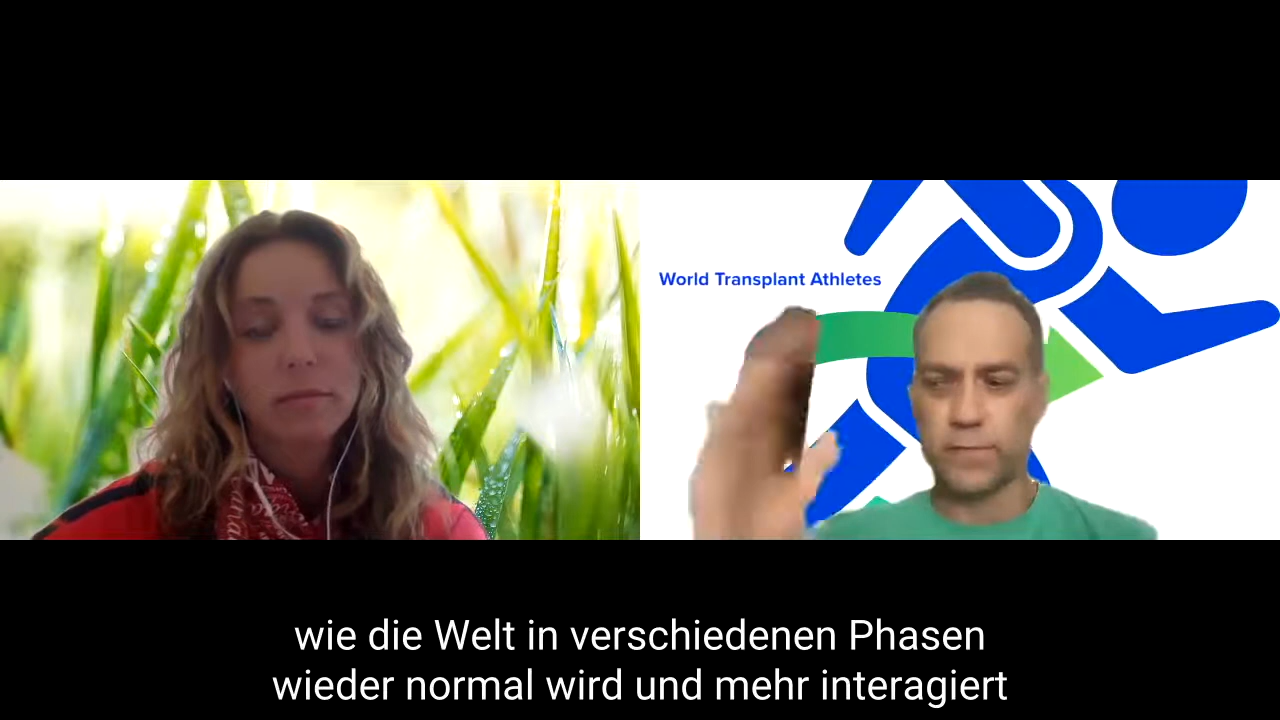 World Transplant Athletes
wie die Welt in verschiedenen Phasen
wieder normal wird und mehr interagiert